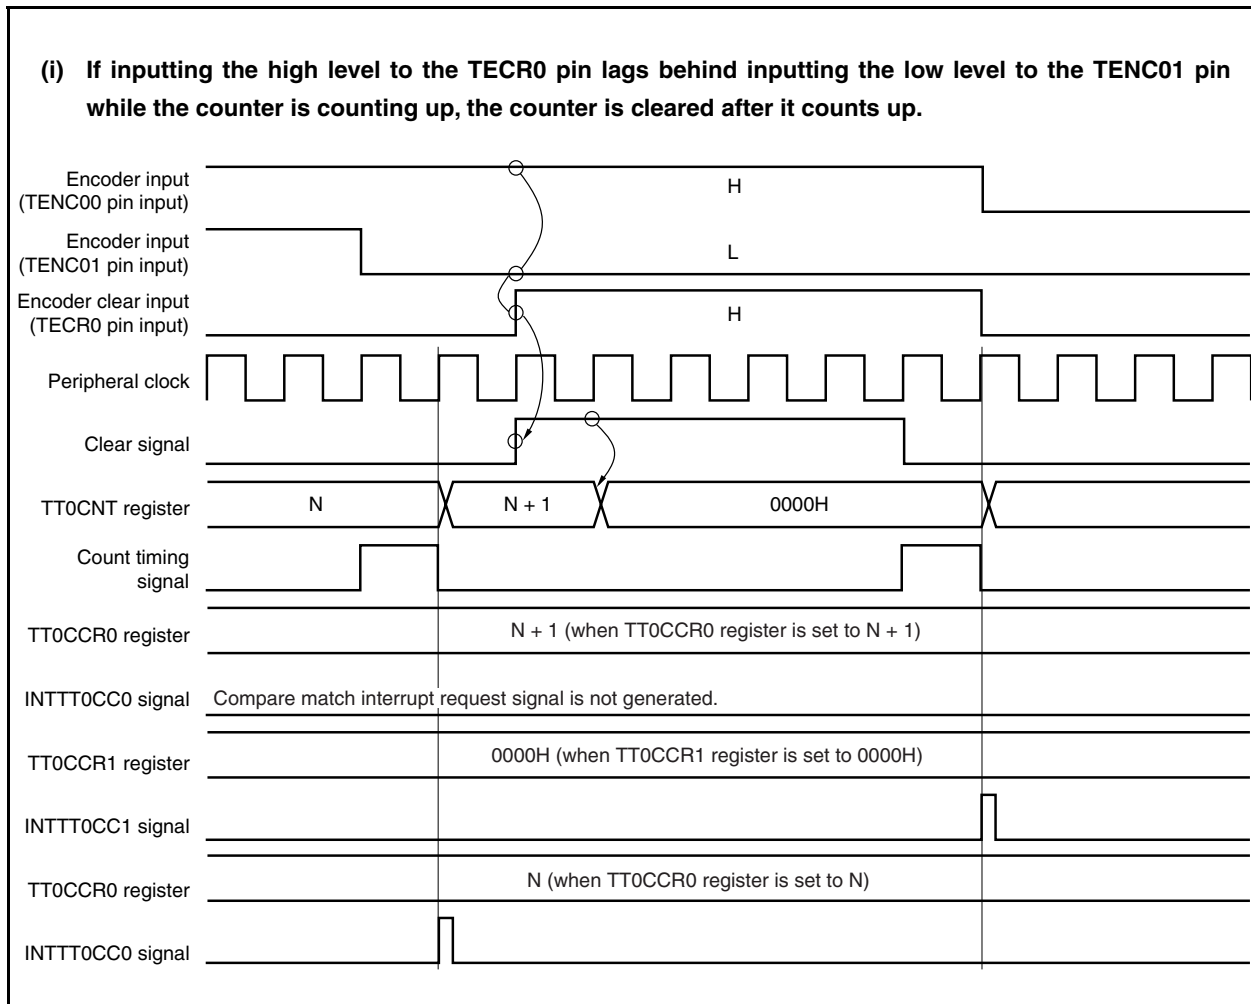 (i) If inputting the high level to the TECR0 pin lags behind inputting the low level to the TENC01 pin
while the counter is counting up, the counter is cleared after it counts up.
Encoder input
(TENC00 pin input)
H
Encoder input
(TENC01 pin input)
L
Encoder clear input
(TECR0 pin input)
H
Peripheral clock
Clear signal
TT0CNT register
N
N + 1
0000H
Count timing
signal
TT0CCR0 register
N + 1 (when TT0CCR0 register is set to N + 1)
INTTT0CC0 signal
Compare match interrupt request signal is not generated.
TT0CCR1 register
0000H (when TT0CCR1 register is set to 0000H)
INTTT0CC1 signal
TT0CCR0 register
N (when TT0CCR0 register is set to N)
INTTT0CC0 signal